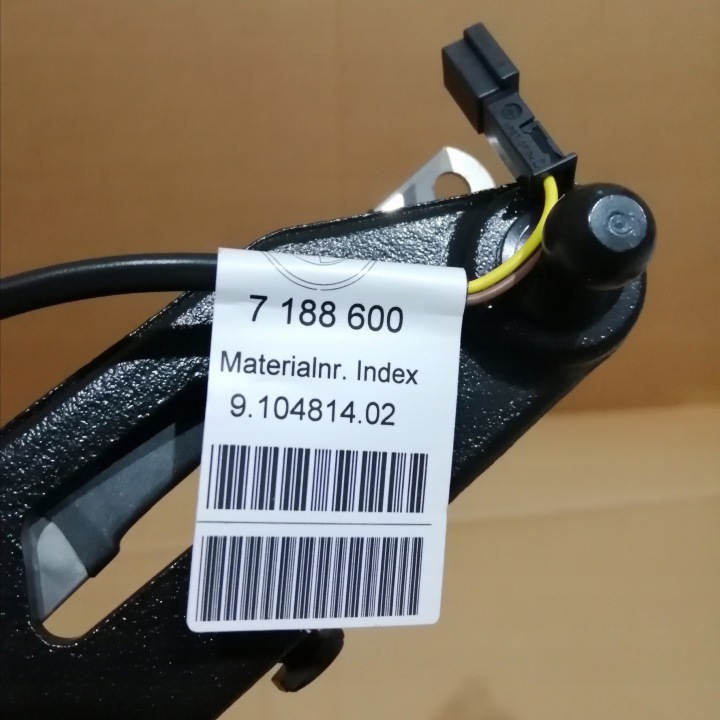 7 188 600
Materialnr. Index
9.104814.02